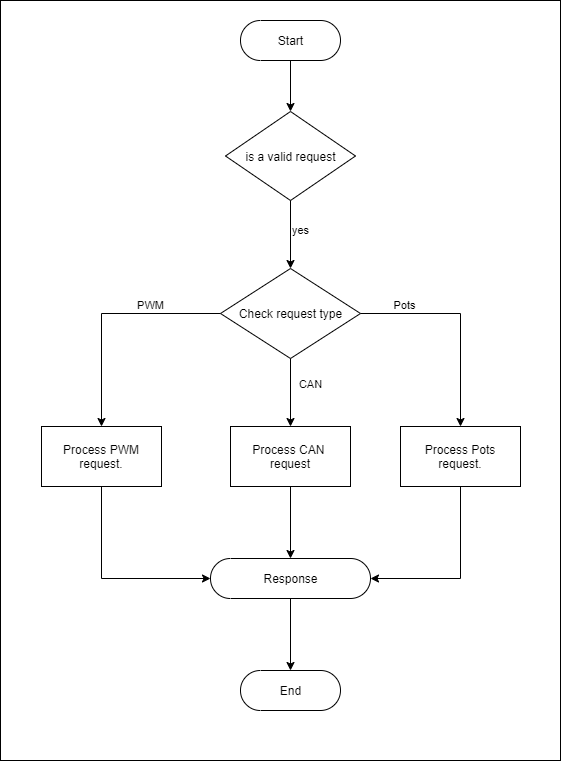 Start
is a valid request
yes
PWM
Pots
Check request type
CAN
Process PWM
request.
Process CAN
request
Process Pots
request.
Response
End